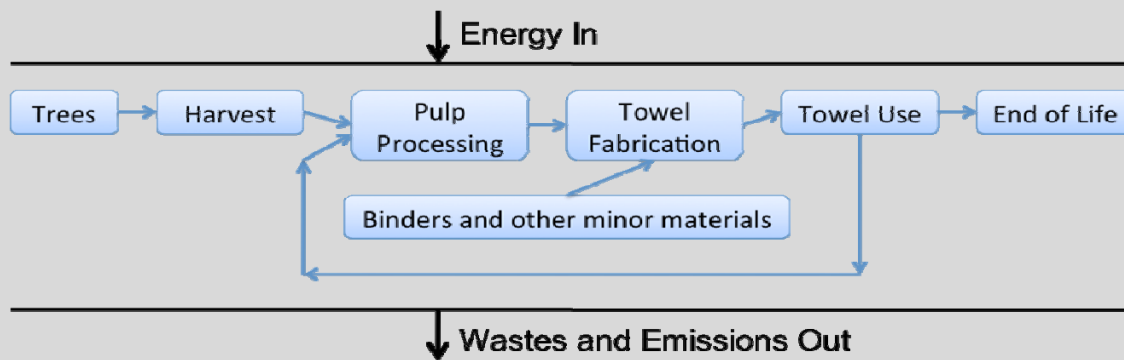 Energy In
Trees
Harvest
Pulp
Processing
Towel
Fabrication
Towel Use
End of Life
Binders and other minor materials
Wastes and Emissions Out